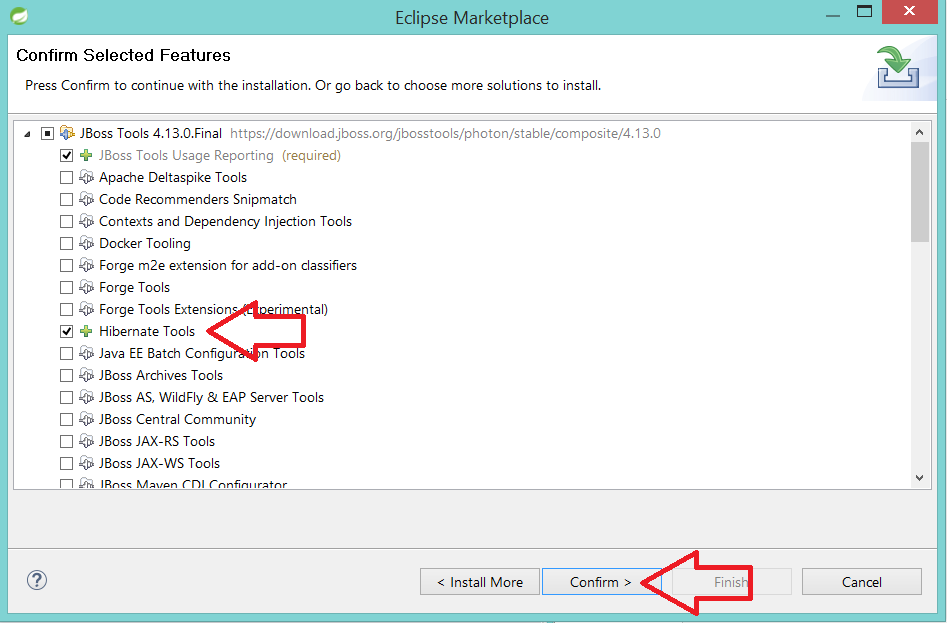 Eclipse Marketplace
Confirm Selected Features
Press Confirm to continue with the installation. Or go back to choose more solutions to install.
JBoss Tools 4.13.0.Final https://download.jboss.org/jbosstools/photon/stable/composite/4.13.0
JBoss Tools Usage Reporting (required)
Apache Deltaspike Tools
Code Recommenders Snipmatch
Contexts and Dependency Injection Tools
Docker Tooling
Forge m2e extension for add-on classifiers
Forge Tools
Forge Tools Extensions (Experimental)
Hibernate Tools
Java EE Batch Configuration Tools
JBoss Archives Tools
JBoss AS, WildFly & EAP Server Tools
JBoss Central Community
JBoss JAX-RS Tools
JBoss JAX-WS Tools
JBoss Maven CDI Configurator
? < Install More Confirm > Finish Cancel